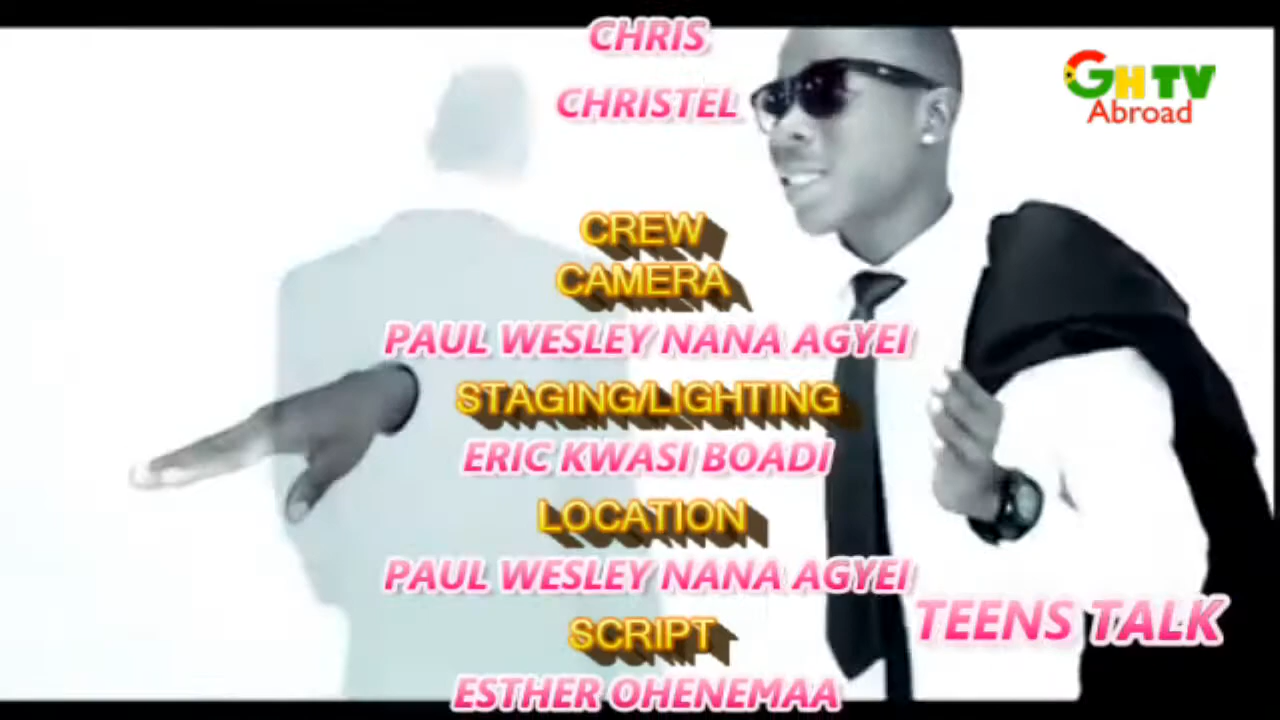 CHRIS
CHRISTEL
GHTV
Abroad
CREW
CAMERA
PAUL WESLEY NANA AGYEI
STAGING/LIGHTING
ERIC KWASI BOADI
LOCATION
PAUL WESLEY NANA AGYEI
TEENS TALK
SCRIPT
ESTHER OHENEMAA